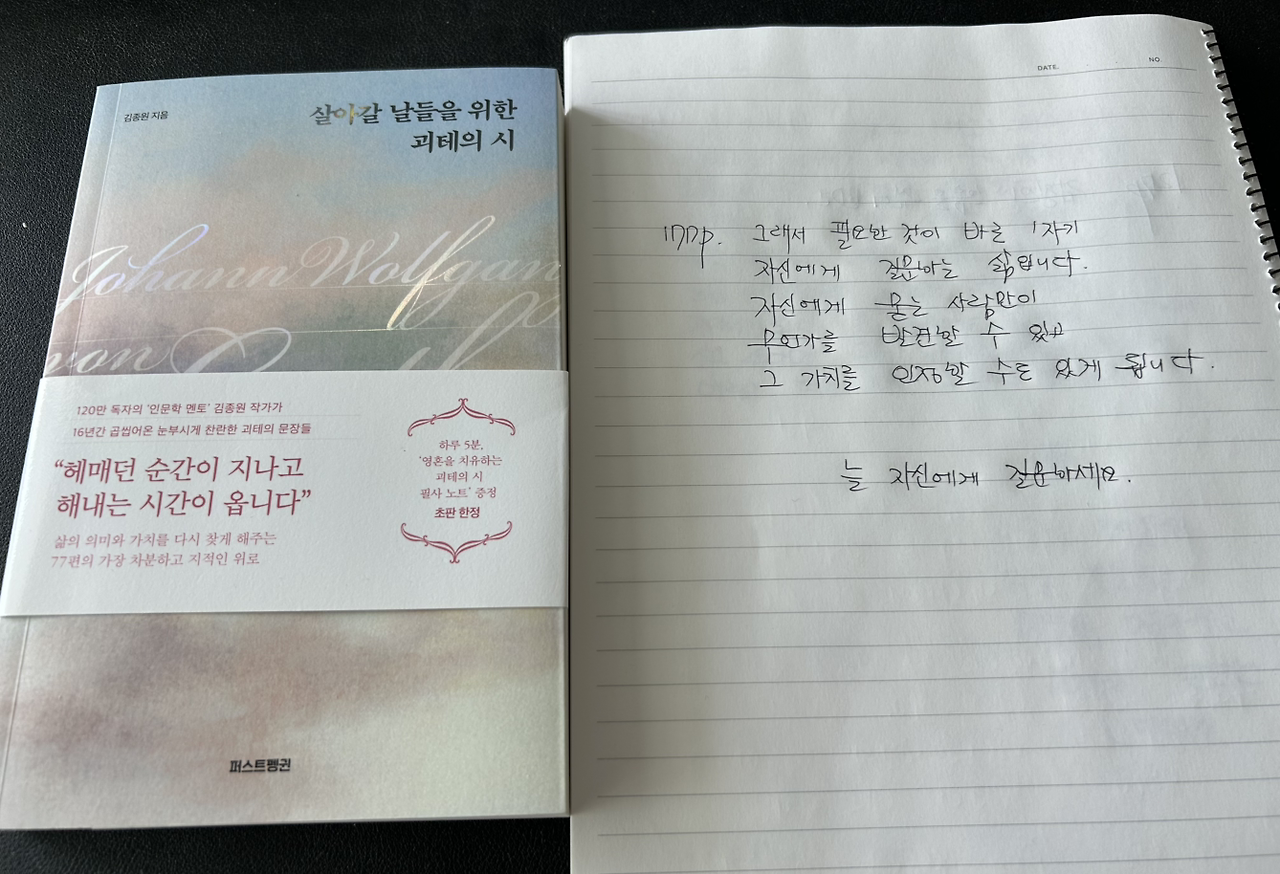 김종원 지음
살아갈 날들을 위한
괴테의 시
Johann Wolfgan
von
120만 독자의 '인문학 멘토' 김종원 작가가
16년간 곱씹어온 눈부시게 찬란한 괴테의 문장들
“헤매던 순간이 지나고
해내는 시간이 옵니다”
삶의 의미와 가치를 다시 찾게 해주는
77편의 가장 차분하고 지적인 위로
하루 5분,
'영혼을 치유하는
괴테의 시
필사 노트' 증정
초판 한정
퍼스트펭귄
DATE.
NO.
177p. 그래서 필요한 것이 바로 '자기
자신에게 질문하는 삶'입니다.
자신에게 묻는 사람만이
무언가를 발견할 수 있고
그 가치를 인정할 수도 있게 됩니다.
늘 자신에게 질문하세요.